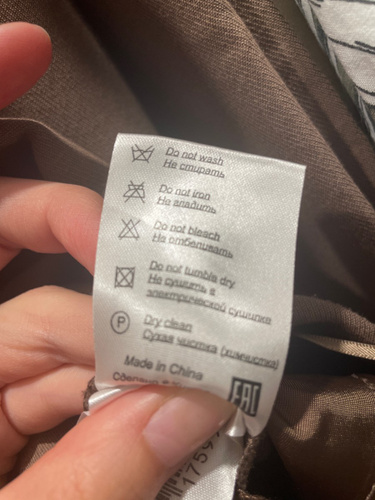 Do not wash
Не стирать
Do not iron
Не гладить
Do not bleach
Не отбеливать
Do not tumble dry
Не сушить в
электрической сушилке
P
Dry clean
Сухая чистка (химчистка)
Made in China
EAC